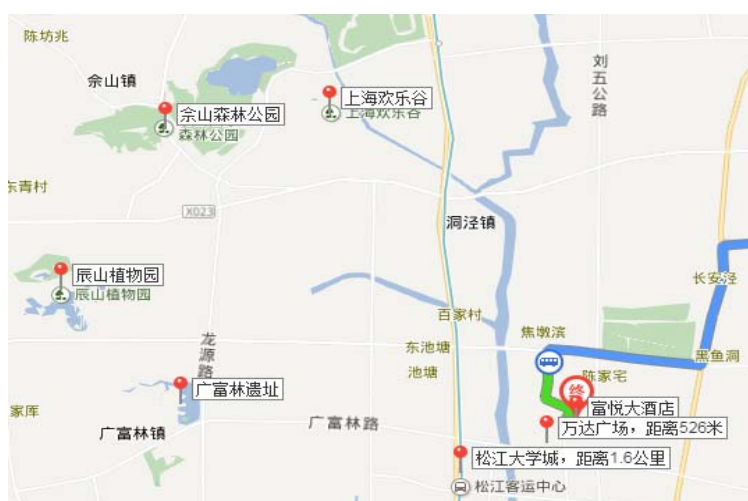 陈坊兆
佘山镇
佘山森林公园
森林公园
上海欢乐谷
上海欢乐谷
刘五公路
东青村
X023
洞泾镇
辰山植物园
辰山植物园
长安泾
百家村
龙源路
东池塘
池塘
焦墩滨
黑鱼洞
陈家宅
终
广富林遗址
家厍
广富林镇
广富林路
富悦大酒店
万达广场，距离526米
松江大学城，距离1.6公里
松江客运中心